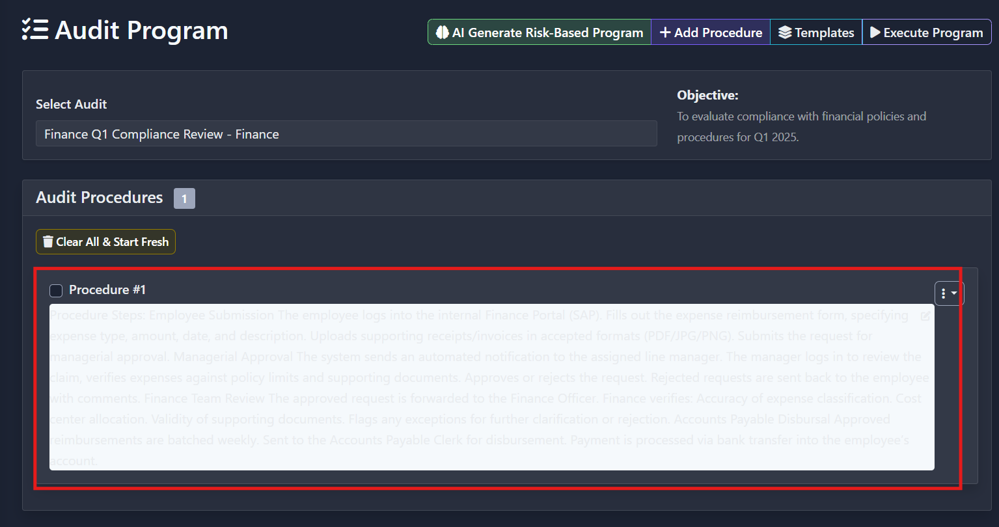 Audit Program
AI Generate Risk-Based Program
Add Procedure
Templates
Execute Program
Select Audit
Finance Q1 Compliance Review - Finance
Objective:
To evaluate compliance with financial policies and
procedures for Q1 2025.
Audit Procedures 1
Clear All & Start Fresh
Procedure #1
Procedure Steps: Employee Submission The employee logs into the internal Finance Portal (SAP). Fills out the expense reimbursement form, specifying
expense type, amount, date, and description. Uploads supporting receipts/invoices in accepted formats (PDF/JPG/PNG). Submits the request for
managerial approval. Managerial Approval The system sends an automated notification to the assigned line manager. The manager logs in to review the
claim, verifies expenses against policy limits and supporting documents. Approves or rejects the request. Rejected requests are sent back to the employee
with comments. Finance Team Review The approved request is forwarded to the Finance Officer. Finance verifies: Accuracy of expense classification. Cost
center allocation. Validity of supporting documents. Flags any exceptions for further clarification or rejection. Accounts Payable Disbursal Approved
reimbursements are batched weekly. Sent to the Accounts Payable Clerk for disbursement. Payment is processed via bank transfer into the employee's
account.